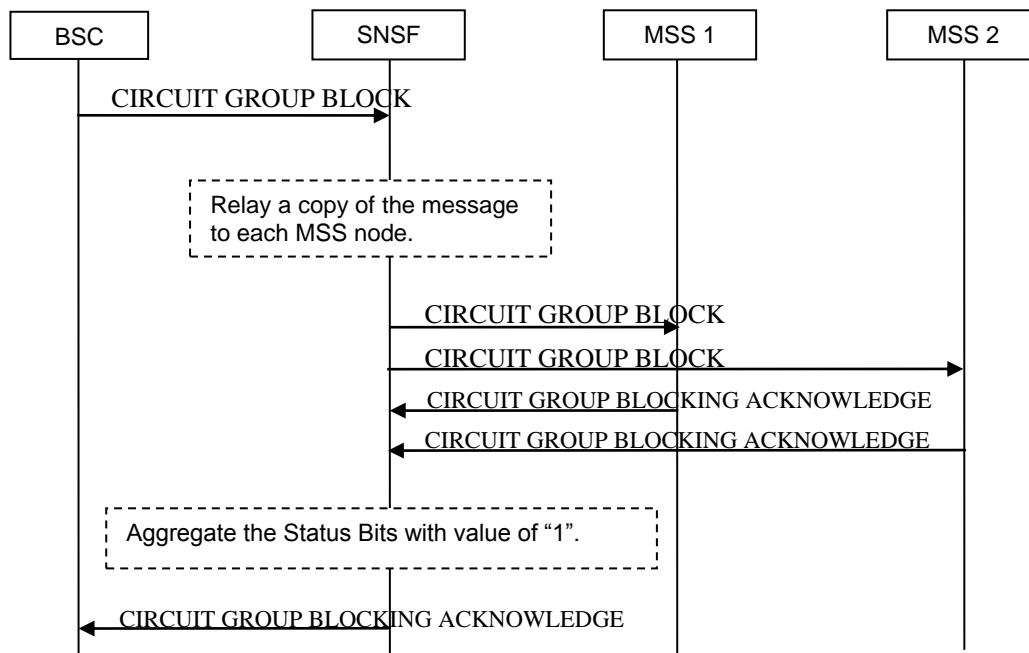 BSC
SNSF
MSS 1
MSS 2
CIRCUIT GROUP BLOCK
Relay a copy of the message
to each MSS node.
CIRCUIT GROUP BLOCK
CIRCUIT GROUP BLOCK
CIRCUIT GROUP BLOCKING ACKNOWLEDGE
CIRCUIT GROUP BLOCKING ACKNOWLEDGE
Aggregate the Status Bits with value of “1”.
CIRCUIT GROUP BLOCKING ACKNOWLEDGE